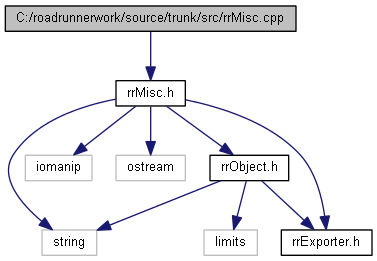 C:/roadrunnerwork/source/trunk/src/rrMisc.cpp
rrMisc.h
iomanip
ostream
rrObject.h
string
limits
rrExporter.h